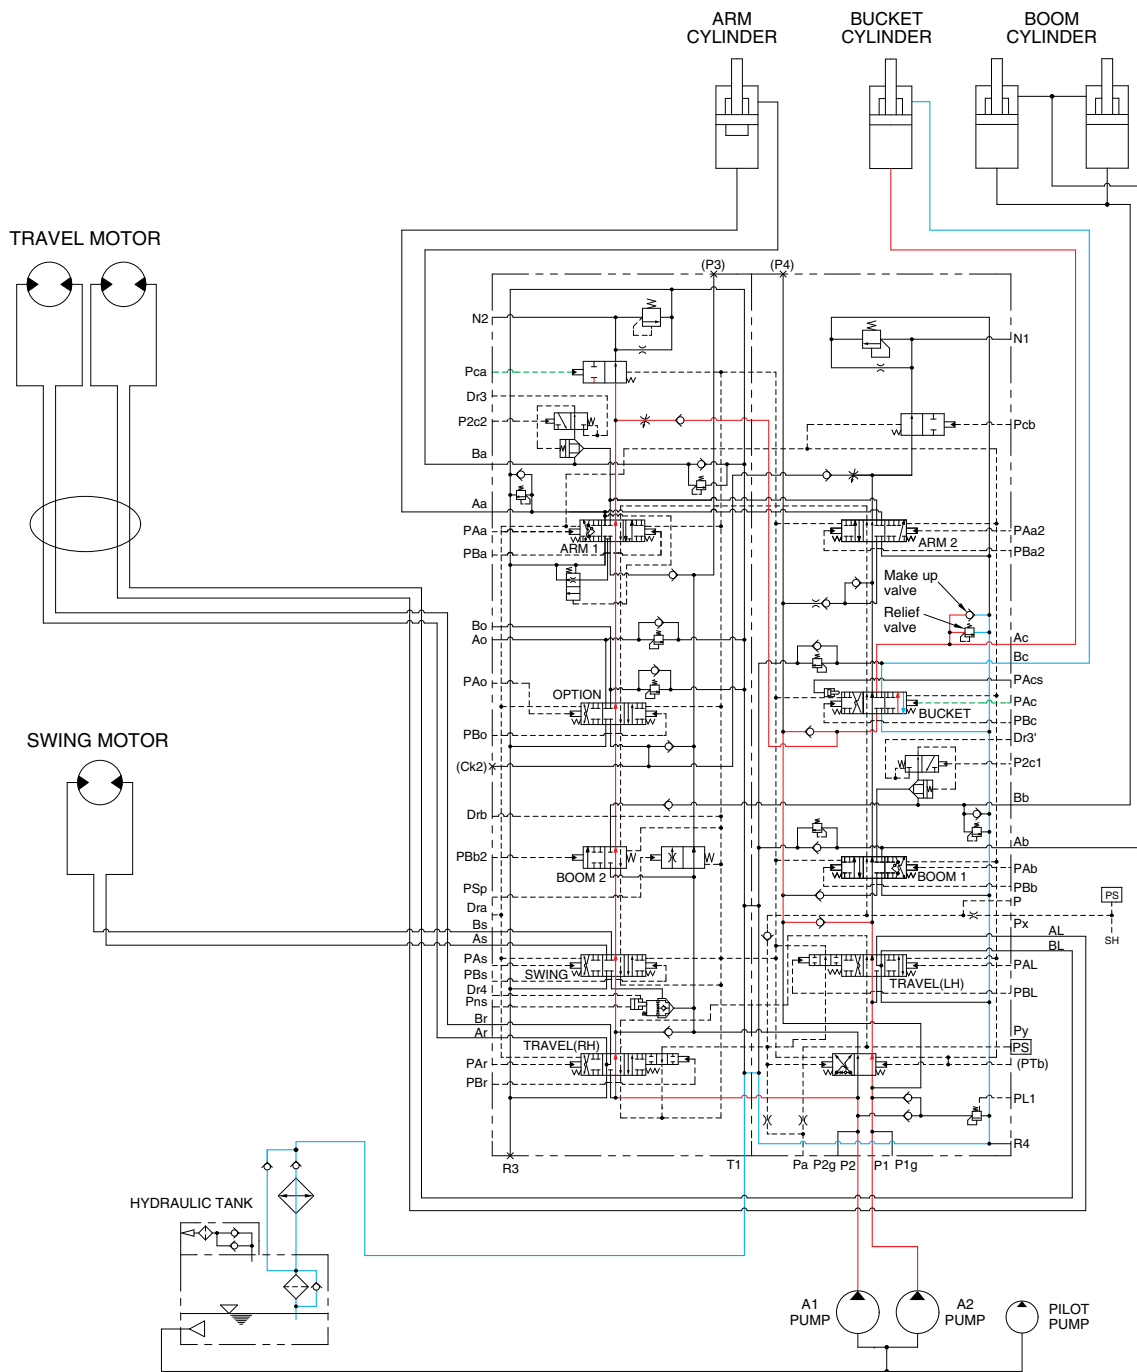 ARM
CYLINDER
BUCKET
CYLINDER
BOOM
CYLINDER
TRAVEL MOTOR
(P3)
(P4)
N2
N1
Pca
Dr3
P2c2
Pcb
Ba
Aa
PAa
ARM 1
PBa
ARM 2
PAa2
PBa2
Make up
valve
Relief
valve
Bo
Ao
Ac
Bc
PAo
OPTION
PAcs
PAc
BUCKET
PBc
PBo
Dr3'
SWING MOTOR
(Ck2)
P2c1
Bb
Drb
Ab
PBb2
BOOM 2
BOOM 1
PAb
PSp
PBb
Dra
P
PS
Bs
Px
AL
As
SH
BL
PAs
PAL
PBs
SWING
TRAVEL(LH)
Dr4
PBL
Pns
Br
Ar
Py
TRAVEL(RH)
PS
PAr
(PTb)
PBr
PL1
R4
R3
T1
Pa
P2g
P2
P1
P1g
HYDRAULIC TANK
A1
PUMP
A2
PUMP
PILOT
PUMP